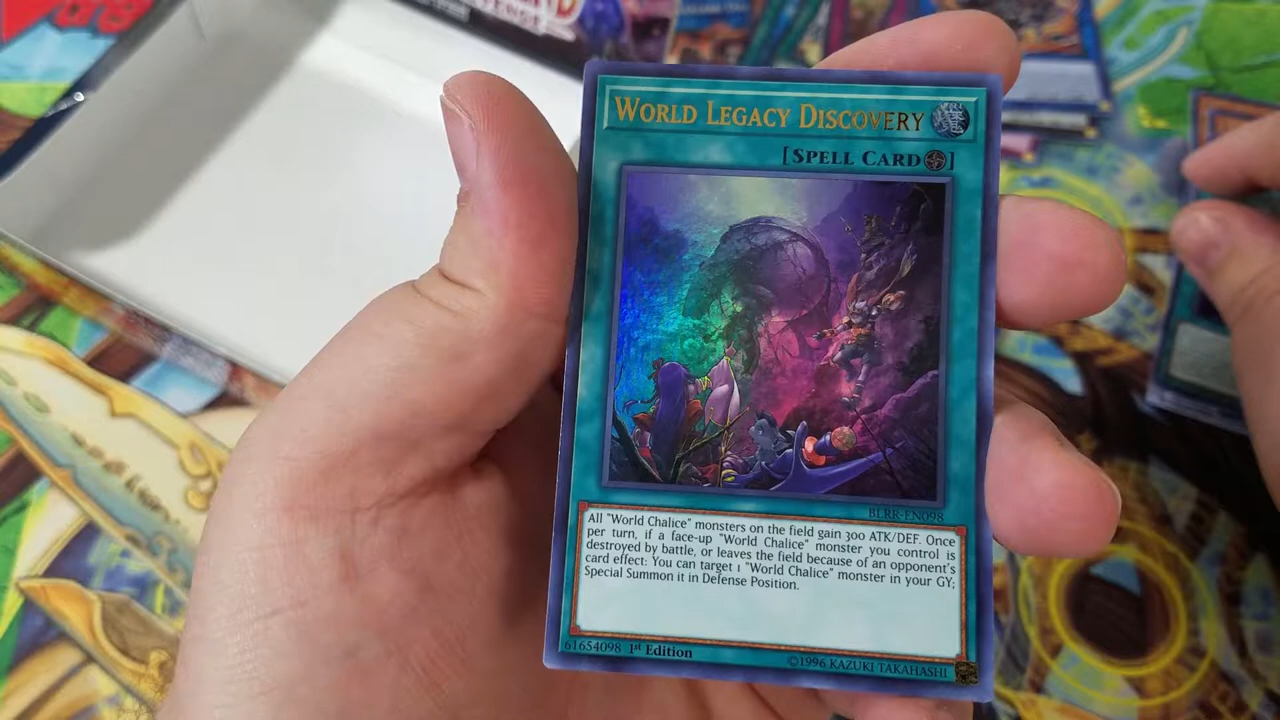 WORLD LEGACY DISCOVERY
[SPELL CARD]
BLRR-EN098
All "World Chalice" monsters on the field gain 300 ATK/DEF. Once
per turn, if a face-up "World Chalice" monster you control is
destroyed by battle, or leaves the field because of an opponent's
card effect: You can target 1 "World Chalice" monster in your GY;
Special Summon it in Defense Position.
61654098 1st Edition
©1996 KAZUKI TAKAHASHI